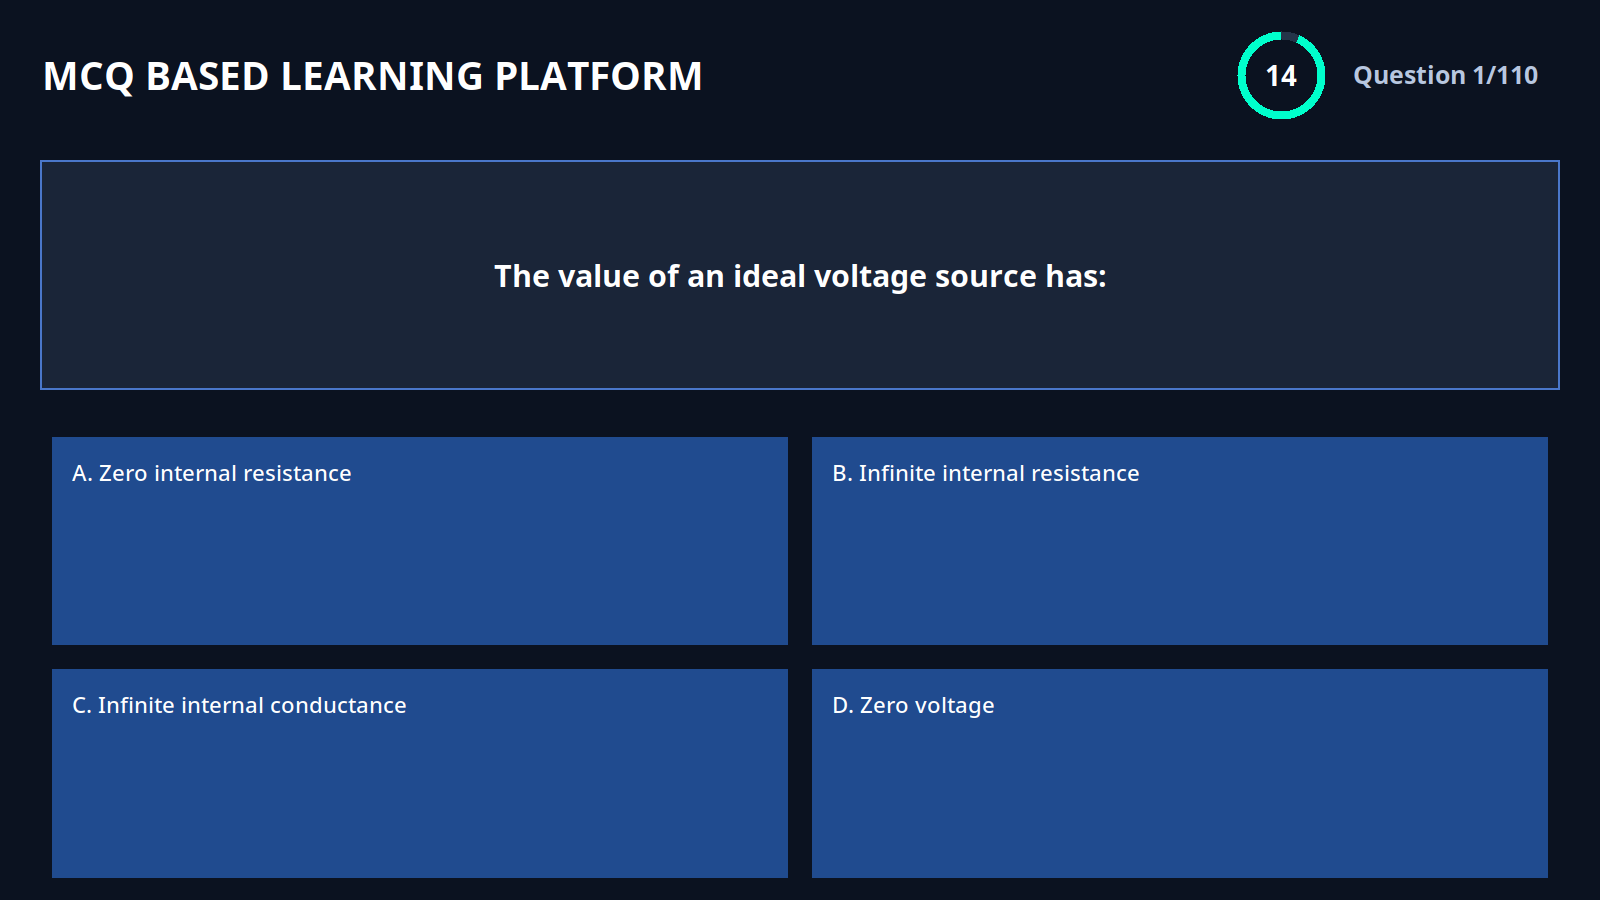 MCQ BASED LEARNING PLATFORM
14
Question 1/110
The value of an ideal voltage source has:
A. Zero internal resistance
B. Infinite internal resistance
C. Infinite internal conductance
D. Zero voltage